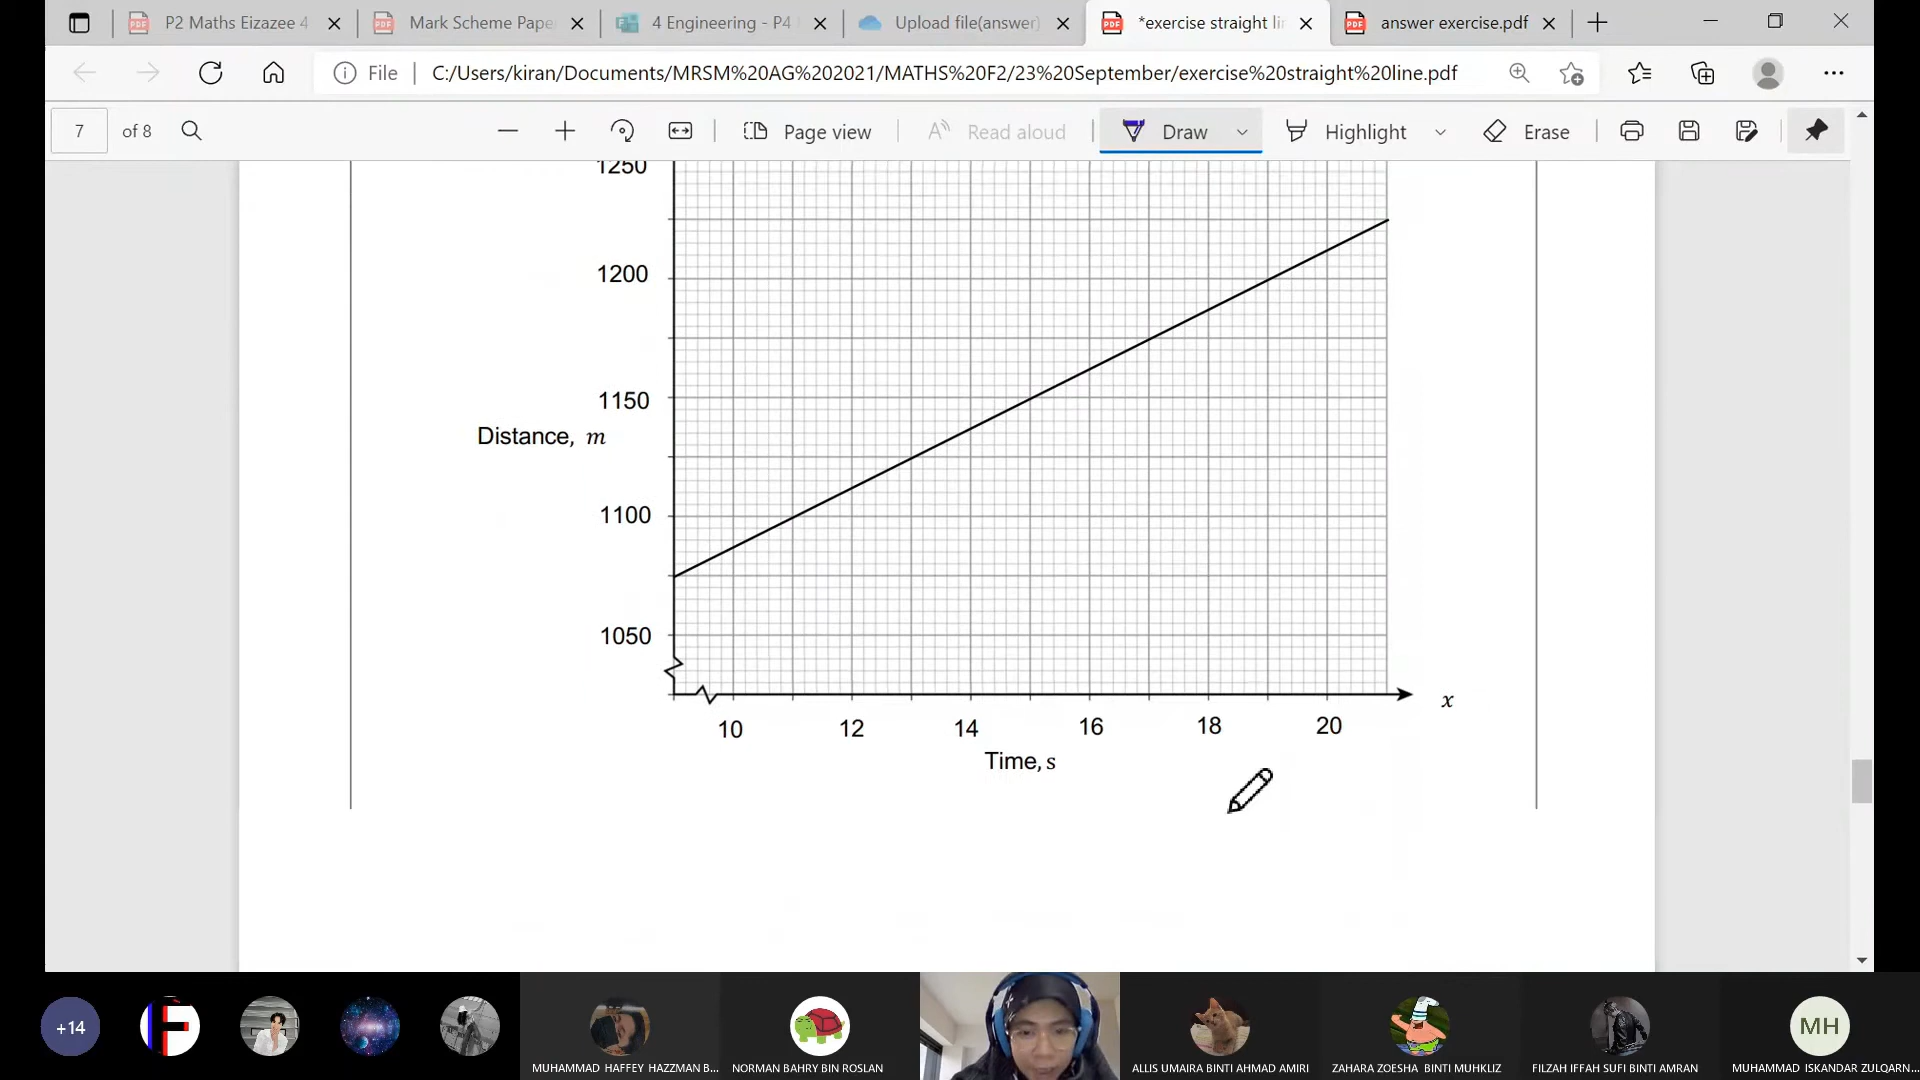 P2 Maths Eizazee 4
Mark Scheme Pape
4 Engineering - P4
Upload file(answer)
*exercise straight li
answer exercise.pdf
File
C:/Users/kiran/Documents/MRSM%20AG%202021/MATHS%20F2/23%20September/exercise%20straight%20line.pdf
7 of 8
Page view
Read aloud
Draw
Highlight
Erase
1250
1200
1150
Distance, m
1100
1050
x
10 12 14 16 18 20
Time, s
+14
F
MH
MUHAMMAD HAFFEY HAZZMAN B...
NORMAN BAHRY BIN ROSLAN
ALLIS UMAIRA BINTI AHMAD AMIRI
ZAHARA ZOESHA BINTI MUHKLIZ
FILZAH IFFAH SUFI BINTI AMRAN
MUHAMMAD ISKANDAR ZULQARN...